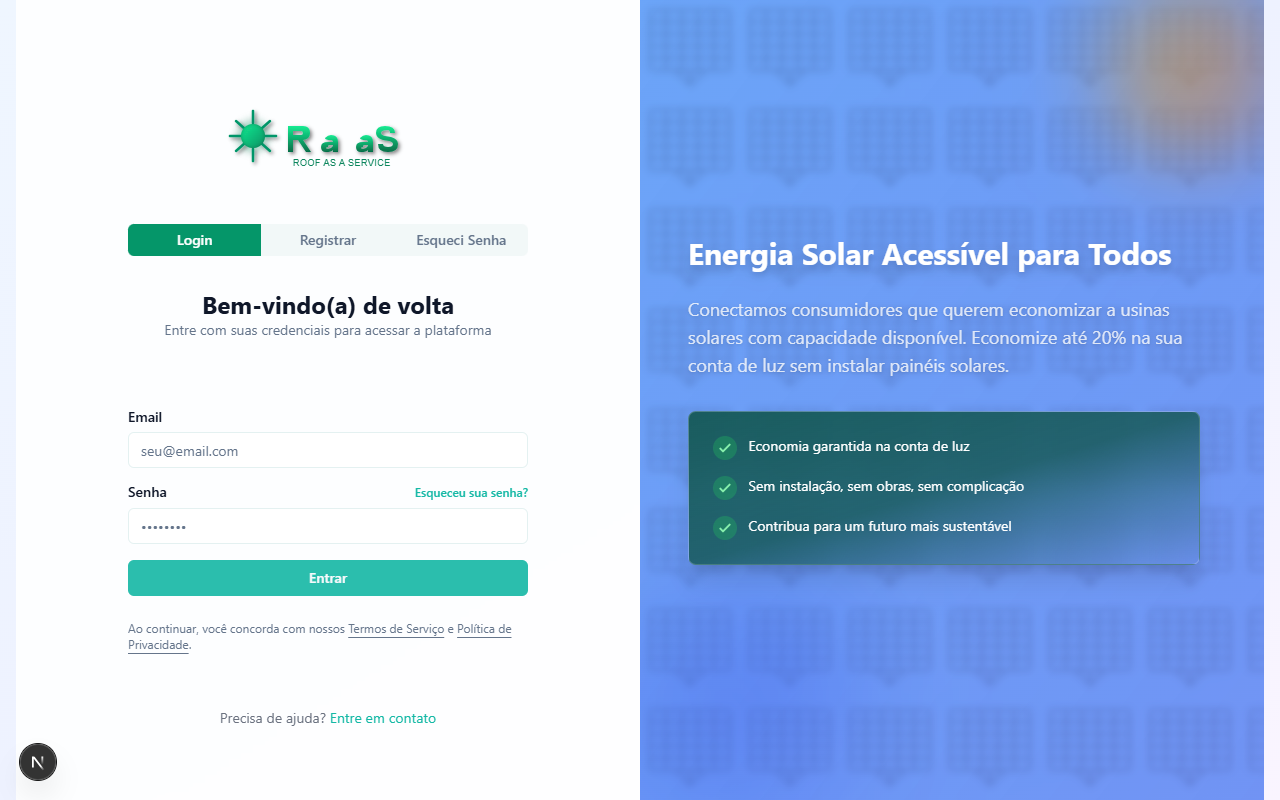 R a aS
ROOF AS A SERVICE
Login
Registrar
Esqueci Senha
Bem-vindo(a) de volta
Entre com suas credenciais para acessar a plataforma
Email
seu@email.com
Senha
Esqueceu sua senha?
••••••••
Entrar
Ao continuar, você concorda com nossos Termos de Serviço e Política de
Privacidade.
Precisa de ajuda? Entre em contato
N
Energia Solar Acessível para Todos
Conectamos consumidores que querem economizar a usinas
solares com capacidade disponível. Economize até 20% na sua
conta de luz sem instalar painéis solares.
Economia garantida na conta de luz
Sem instalação, sem obras, sem complicação
Contribua para um futuro mais sustentável